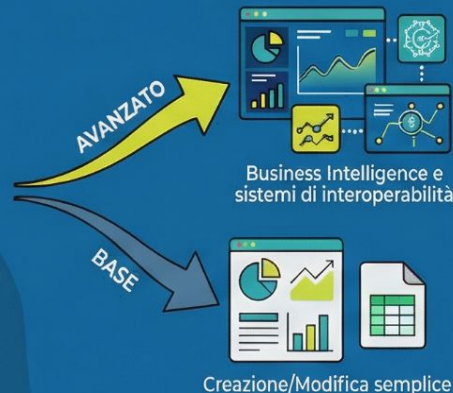 AVANZATO
Business Intelligence e
sistemi di interoperabilità
BASE
Creazione/Modifica semplice